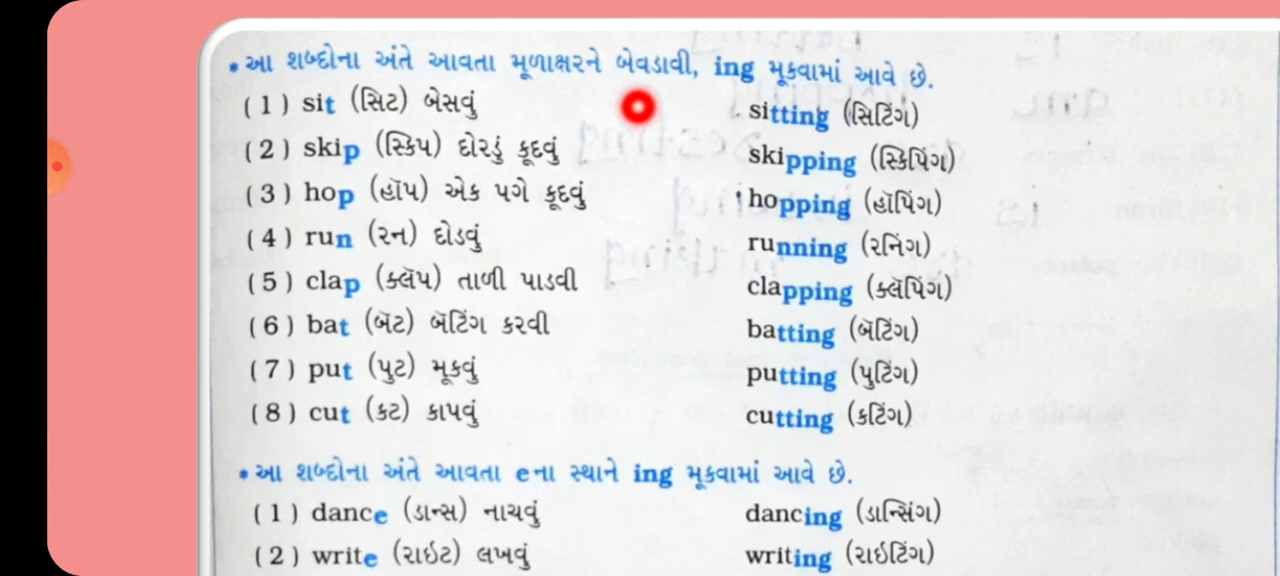 * આ શબ્દોના અંતે આવતા મૂળાક્ષરને બેવડાવી, ing મૂકવામાં આવે છે.
(1) sit (સિટ) બેસવું sitting (સિટિંગ)
(2) skip (સ્કિપ) દોરડું કૂદવું skipping (સ્કિપિંગ)
(3) hop (હૉપ) એક પગે કૂદવું hopping (હૉપિંગ)
(4) run (રન) દોડવું running (રનિંગ)
(5) clap (ક્લૅપ) તાળી પાડવી clapping (ક્લૅપિંગ)
(6) bat (બૅટ) બૅટિંગ કરવી batting (બૅટિંગ)
(7) put (પુટ) મૂકવું putting (પુટિંગ)
(8) cut (કટ) કાપવું cutting (કટિંગ)
* આ શબ્દોના અંતે આવતા eના સ્થાને ing મૂકવામાં આવે છે.
(1) dance (ડાન્સ) નાચવું dancing (ડાન્સિંગ)
(2) write (રાઇટ) લખવું writing (રાઇટિંગ)